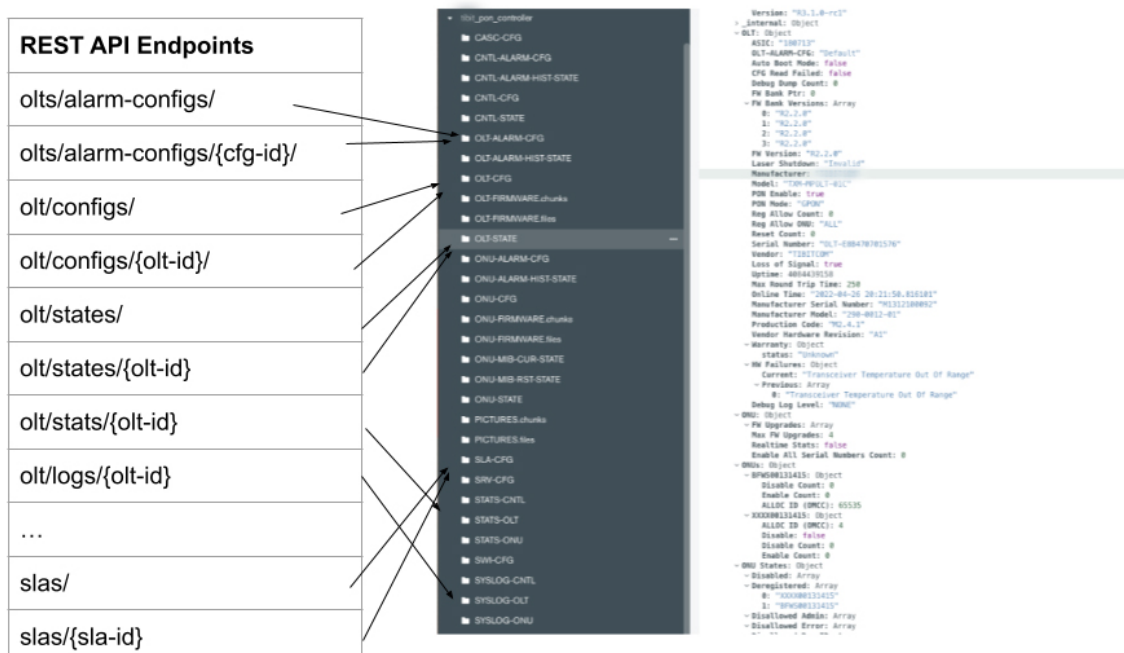 REST API Endpoints
olts/alarm-configs/
olts/alarm-configs/{cfg-id}/
olt/configs/
olt/configs/{olt-id}/
olt/states/
olt/states/{olt-id}
olt/stats/{olt-id}
olt/logs/{olt-id}
…
slas/
slas/{sla-id}
tibit_pon_controller
CASC-CFG
CNTL-ALARM-CFG
CNTL-ALARM-HIST-STATE
CNTL-CFG
CNTL-STATE
OLT-ALARM-CFG
OLT-ALARM-HIST-STATE
OLT-CFG
OLT-FIRMWARE.chunks
OLT-FIRMWARE.files
OLT-STATE
ONU-ALARM-CFG
ONU-ALARM-HIST-STATE
ONU-CFG
ONU-FIRMWARE.chunks
ONU-FIRMWARE.files
ONU-MIB-CUR-STATE
ONU-MIB-RST-STATE
ONU-STATE
PICTURES.chunks
PICTURES.files
SLA-CFG
SRV-CFG
STATS-CNTL
STATS-OLT
STATS-ONU
SWI-CFG
SYSLOG-CNTL
SYSLOG-OLT
SYSLOG-ONU
Version: "R3.1.0-rc1"
_internal: Object
OLT: Object
ASIC: "180713"
OLT-ALARM-CFG: "Default"
Auto Boot Mode: false
CFG Read Failed: false
Debug Dump Count: 0
FW Bank Ptr: 0
FW Bank Versions: Array
0: "R2.2.0"
1: "R2.2.0"
2: "R2.2.0"
3: "R2.2.0"
FW Version: "R2.2.0"
Laser Shutdown: "Invalid"
Manufacturer:
Model: "TXM-MPOLT-01C"
PON Enable: true
PON Mode: "GPON"
Reg Allow Count: 0
Reg Allow ONU: "ALL"
Reset Count: 0
Serial Number: "OLT-E8B470701576"
Vendor: "TIBITCOM"
Loss of Signal: true
Uptime: 4084439158
Max Round Trip Time: 250
Online Time: "2022-04-26 20:21:50.816101"
Manufacturer Serial Number: "M1312100092"
Manufacturer Model: "290-0012-01"
Production Code: "M2.4.1"
Vendor Hardware Revision: "A1"
Warranty: Object
status: "Unknown"
HW Failures: Object
Current: "Transceiver Temperature Out Of Range"
Previous: Array
0: "Transceiver Temperature Out Of Range"
Debug Log Level: "NONE"
ONU: Object
FW Upgrades: Array
Max FW Upgrades: 4
Realtime Stats: false
Enable All Serial Numbers Count: 0
ONUs: Object
BFWS00131415: Object
Disable Count: 0
Enable Count: 0
ALLOC ID (OMCC): 65535
XXXX00131415: Object
ALLOC ID (OMCC): 4
Disable: false
Disable Count: 0
Enable Count: 0
ONU States: Object
Disabled: Array
Deregistered: Array
0: "XXXX00131415"
1: "BFWS00131415"
Disallowed Admin: Array
Disallowed Error: Array